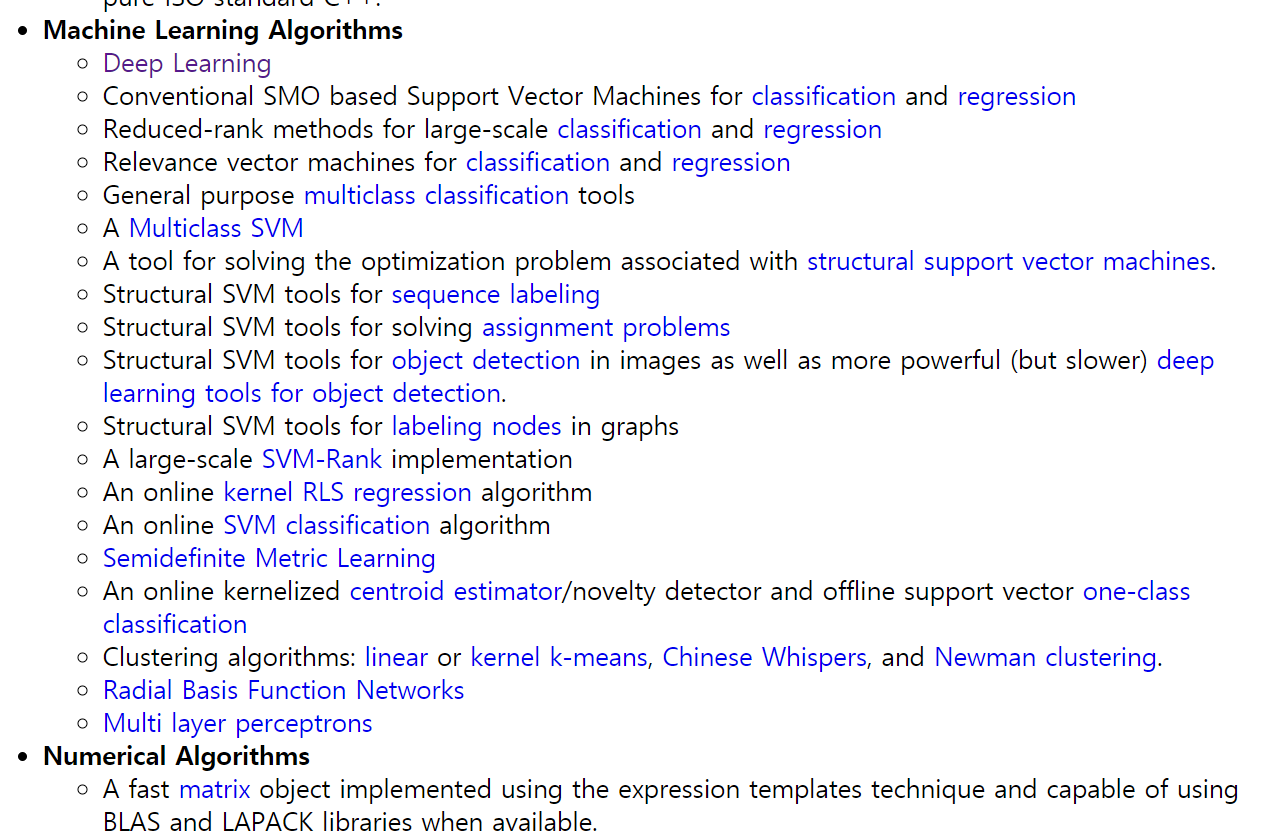 pure ISO standard C++.
Machine Learning Algorithms
Deep Learning
Conventional SMO based Support Vector Machines for classification and regression
Reduced-rank methods for large-scale classification and regression
Relevance vector machines for classification and regression
General purpose multiclass classification tools
A Multiclass SVM
A tool for solving the optimization problem associated with structural support vector machines.
Structural SVM tools for sequence labeling
Structural SVM tools for solving assignment problems
Structural SVM tools for object detection in images as well as more powerful (but slower) deep
learning tools for object detection.
Structural SVM tools for labeling nodes in graphs
A large-scale SVM-Rank implementation
An online kernel RLS regression algorithm
An online SVM classification algorithm
Semidefinite Metric Learning
An online kernelized centroid estimator/novelty detector and offline support vector one-class
classification
Clustering algorithms: linear or kernel k-means, Chinese Whispers, and Newman clustering.
Radial Basis Function Networks
Multi layer perceptrons
Numerical Algorithms
A fast matrix object implemented using the expression templates technique and capable of using
BLAS and LAPACK libraries when available.